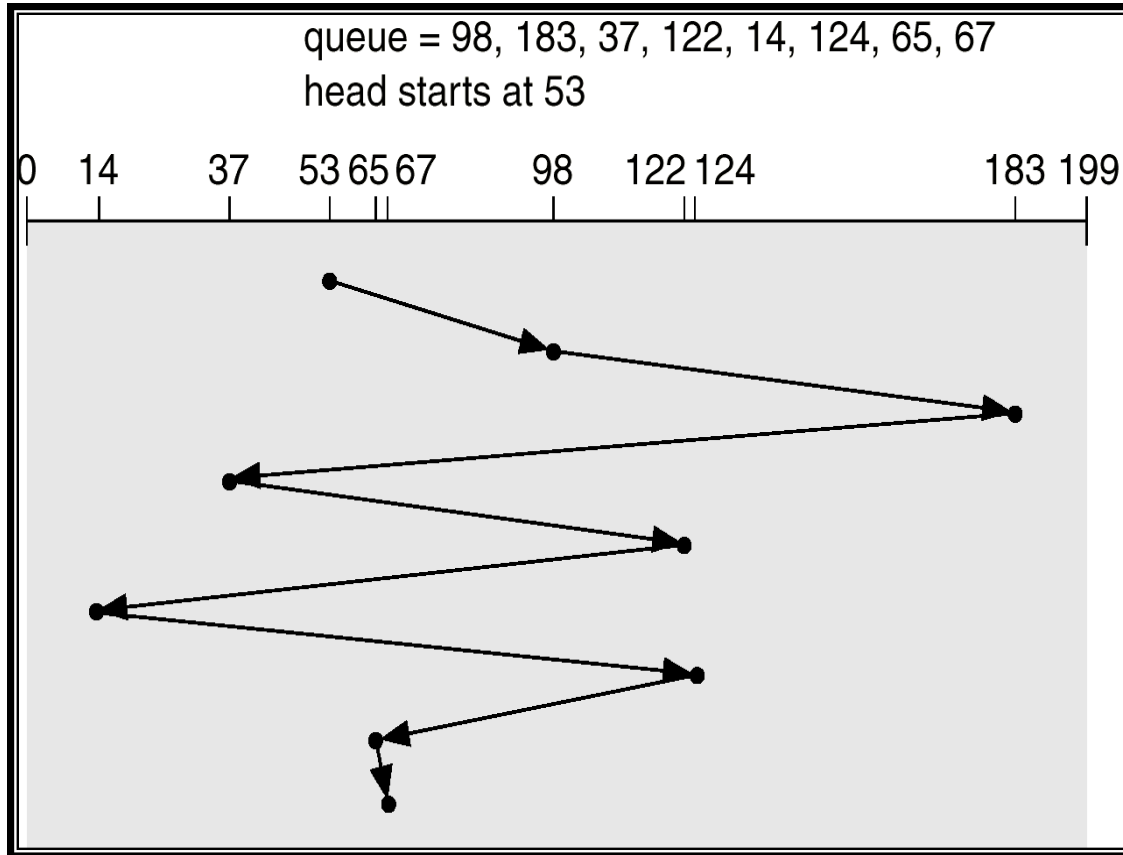 queue = 98, 183, 37, 122, 14, 124, 65, 67
head starts at 53
0 14 37 53 65 67 98 122 124 183 199